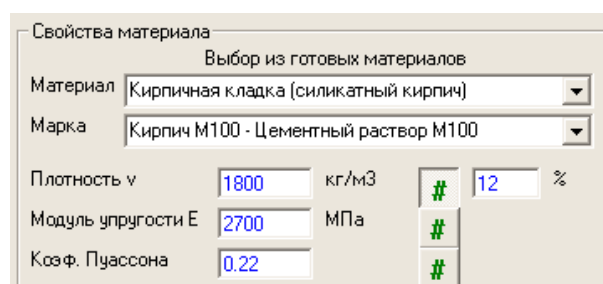 Свойства материала
Выбор из готовых материалов
Материал Кирпичная кладка (силикатный кирпич)
Марка Кирпич М100 - Цементный раствор М100
Плотность v 1800 кг/м3 # 12 %
Модуль упругости E 2700 МПа #
Коэф. Пуассона 0.22 #